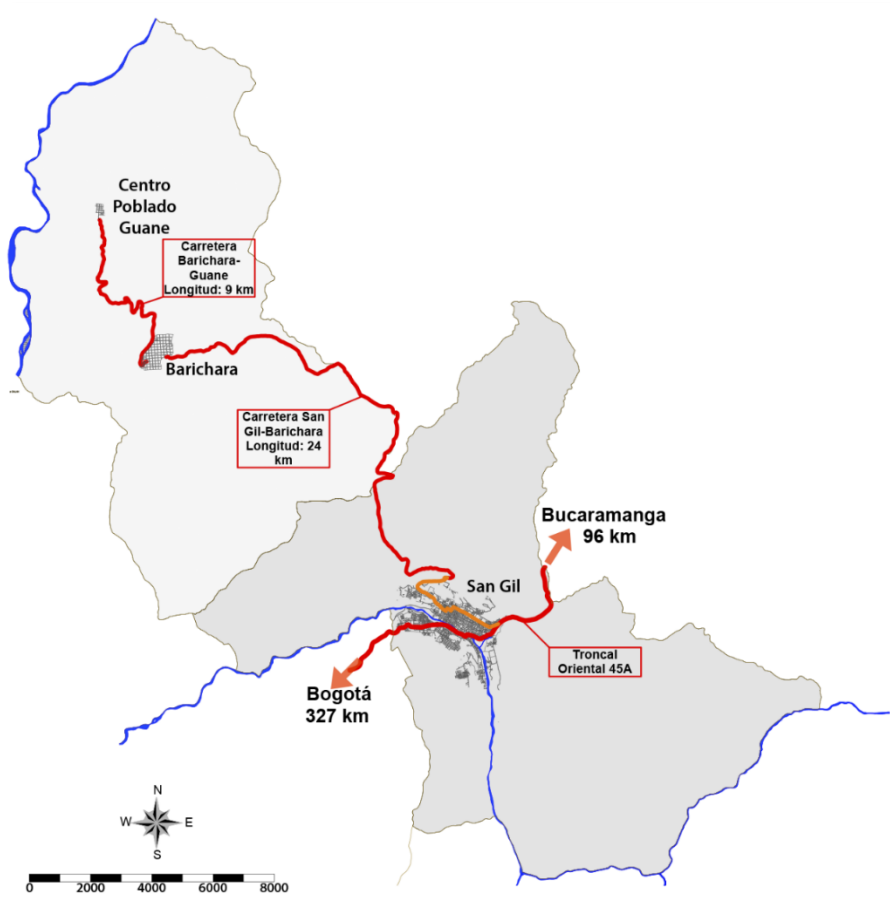 Centro
Poblado
Guane
Carretera
Barichara-
Guane
Longitud: 9 km
Barichara
Carretera San
Gil-Barichara
Longitud: 24
km
Bucaramanga
96 km
San Gil
Troncal
Oriental 45A
Bogotá
327 km
N
W
E
S
0 2000 4000 6000 8000